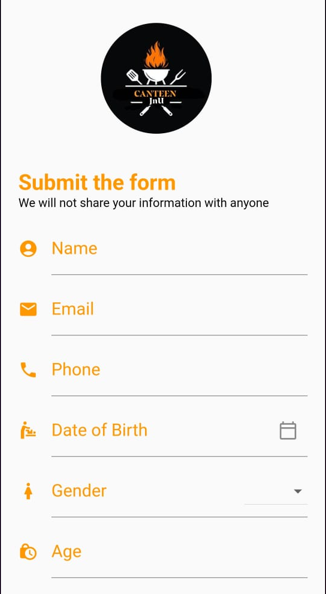 CANTEEN
JnU
Submit the form
We will not share your information with anyone
Name
Email
Phone
Date of Birth
Gender
Age